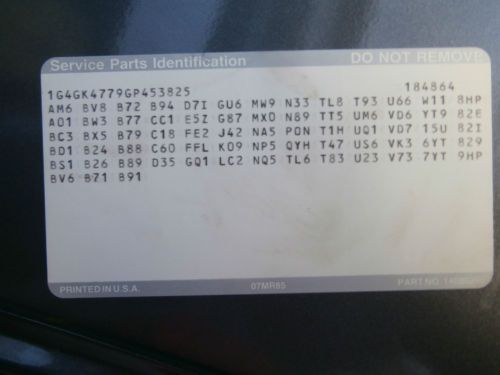 Service Parts Identification DO NOT REMOVE
1G4GK4779GP453825 184864
AM6 BV8 B72 B94 D7I GU6 MW9 N33 TL8 T93 U66 W11 8HP
AO1 BW3 B77 CC1 E5Z G87 MX0 N89 TT5 UM6 VD6 YT9 82E
BC3 BX5 B79 C18 FE2 J42 NA5 PON T1H UQ1 VD7 15U 82I
BD1 B24 B88 C60 FFL K09 NP5 QYH T47 US6 VK3 6YT 829
BS1 B26 B89 D35 GQ1 LC2 NQ5 TL6 T83 U23 V73 7YT 9HP
BV6 B71 B91
PRINTED IN U.S.A. 07MR85 PART NO.